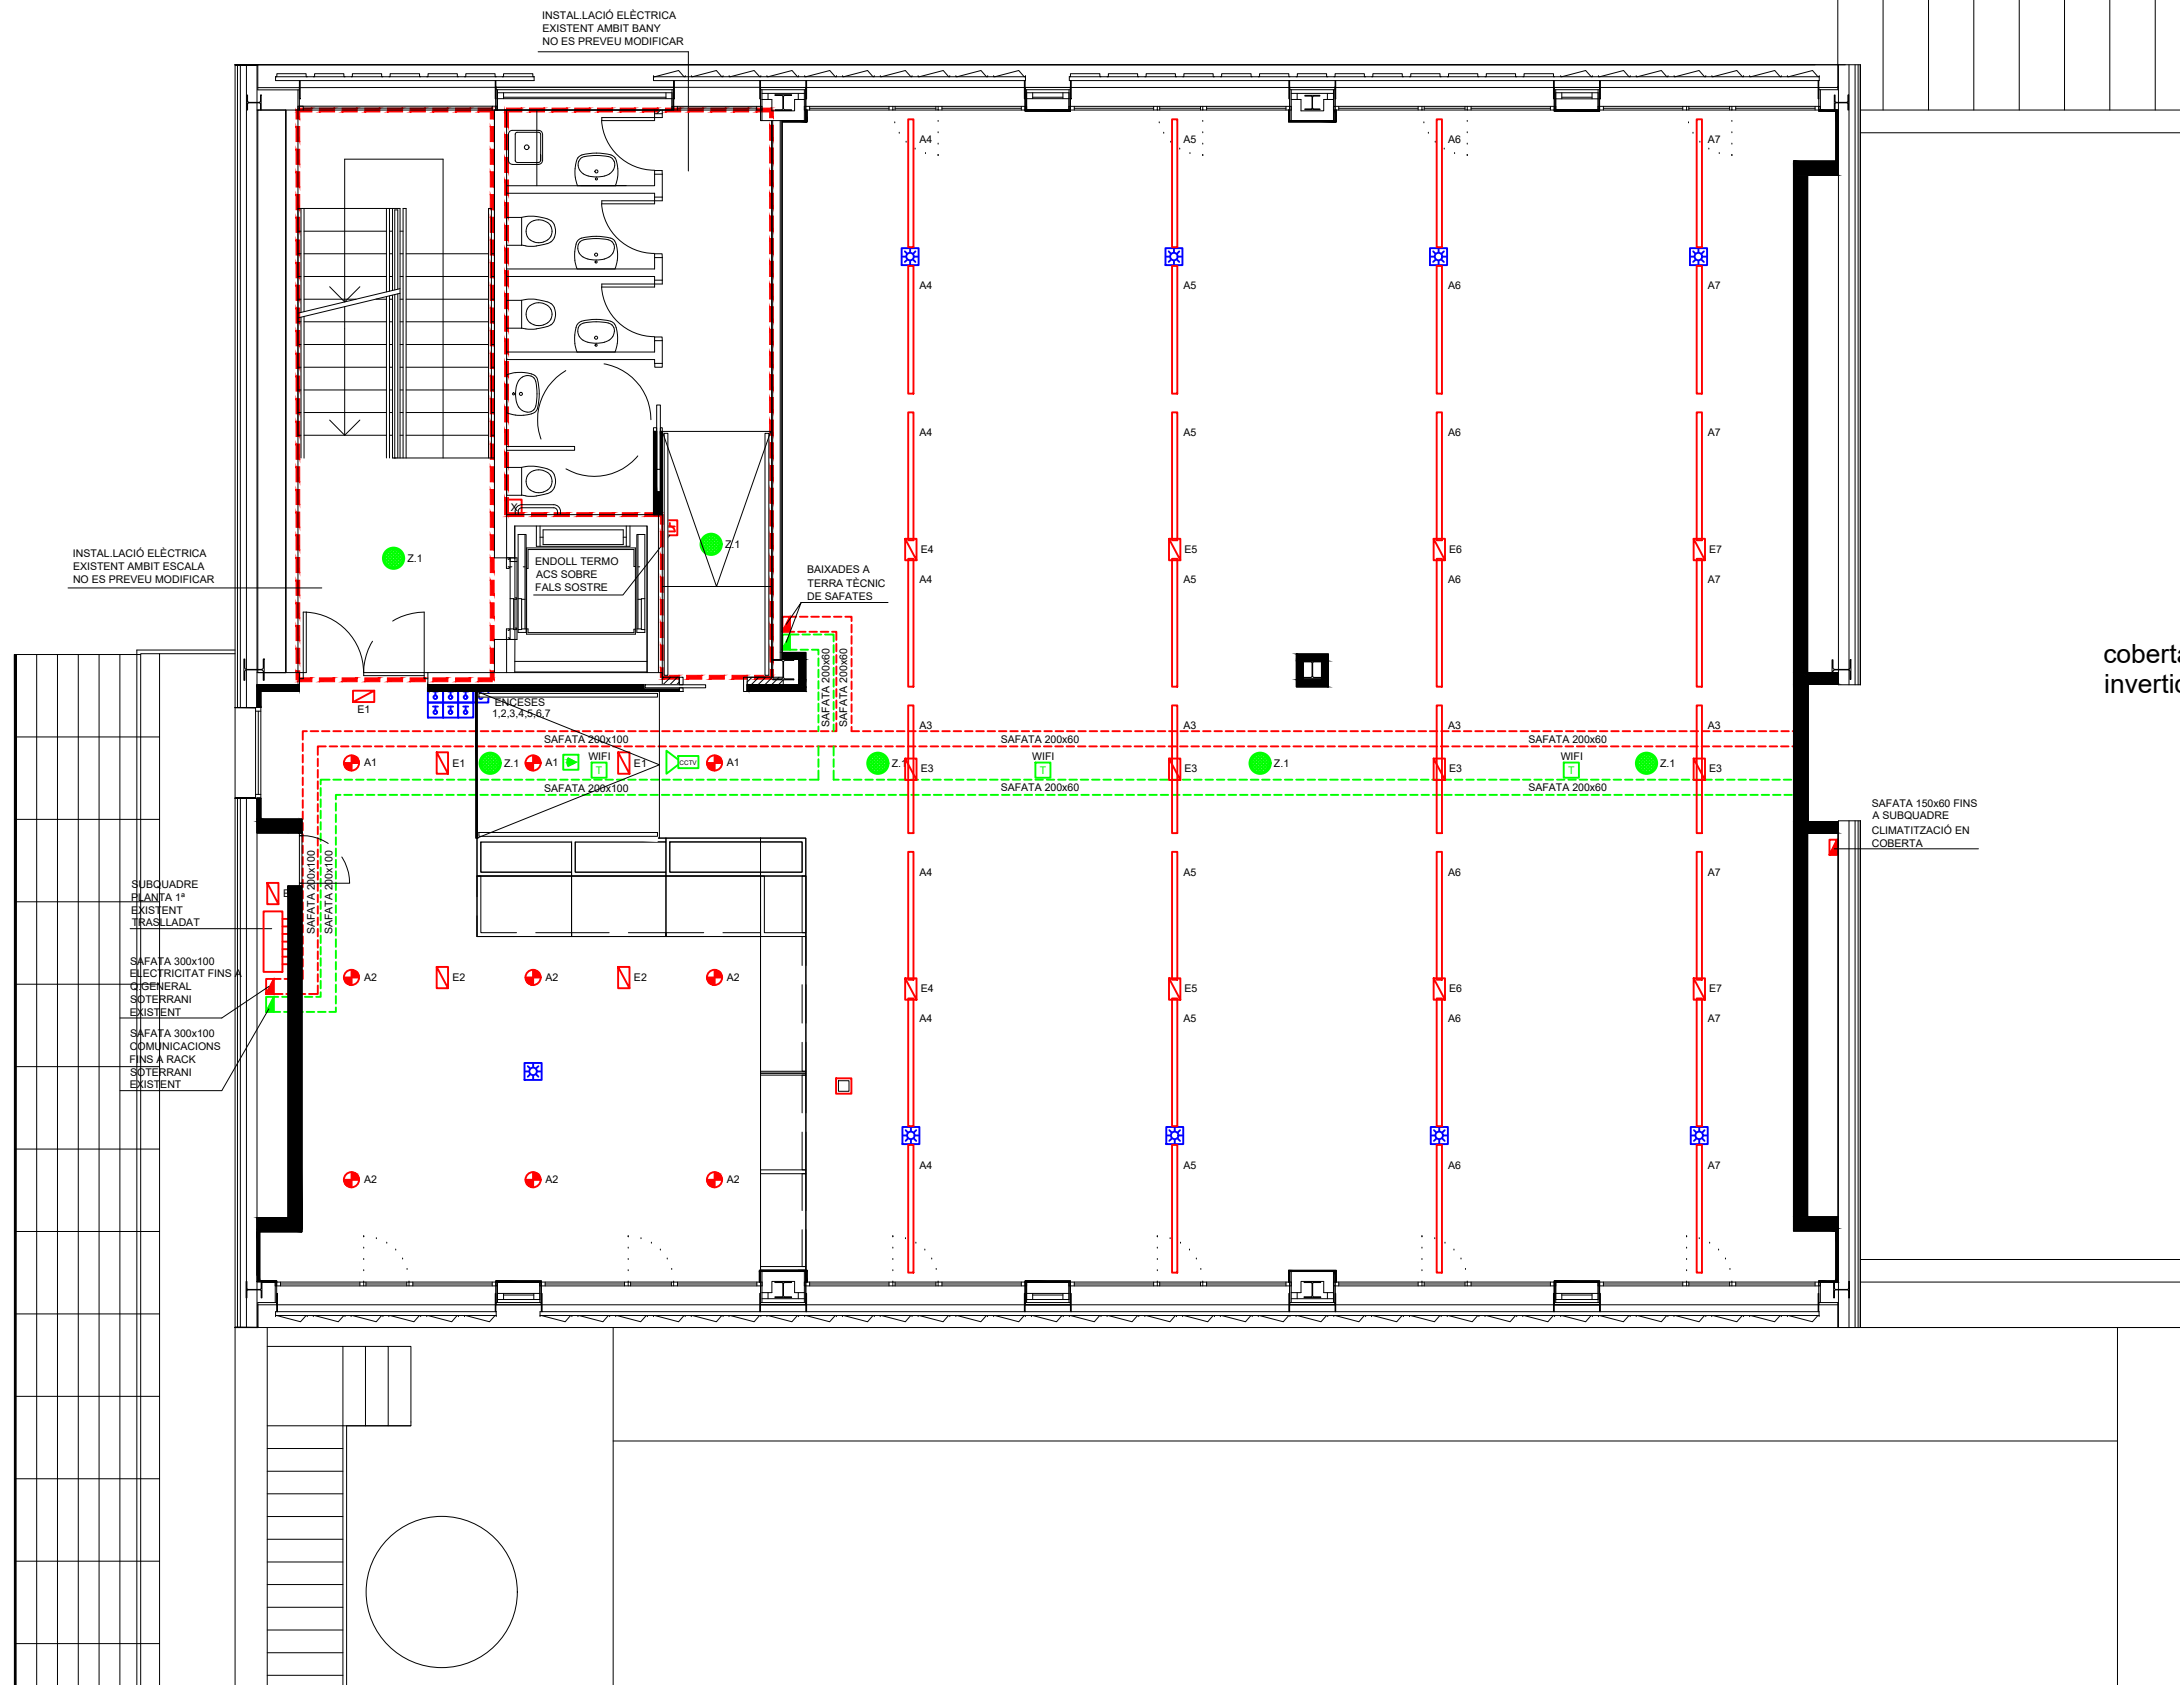 INSTAL.LACIÓ ELÈCTRICA
EXISTENT AMBIT BANY
NO ES PREVEU MODIFICAR
A4
A5
A6
A7
A4
A5
A6
A7
A4
A5
A6
A7
X
INSTAL.LACIÓ ELÈCTRICA
EXISTENT AMBIT ESCALA
NO ES PREVEU MODIFICAR
Z.1
ENDOLL TERMO
ACS SOBRE
FALS SOSTRE
Z.1
E4
E5
E6
E7
BAIXADES A
TERRA TÈCNIC
DE SAFATES
A4
A5
A6
A7
SAFATA 200x60
SAFATA 200x60
coberta
invertid
E1
ENCESES
1,2,3,4,5,6,7
A3
A3
A3
A3
SAFATA 200x100
SAFATA 200x60
SAFATA 200x60
A1
E1
Z.1
A1
WIFI
T
E1
CCTV
A1
Z.1
E3
WIFI
T
E3
Z.1
E3
WIFI
T
Z.1
E3
SAFATA 200x100
SAFATA 200x60
SAFATA 200x60
SAFATA 150x60 FINS
A SUBQUADRE
CLIMATITZACIÓ EN
COBERTA
SAFATA 200x100
SAFATA 200x100
A4
A5
A6
A7
SUBQUADRE
PLANTA 1ª
EXISTENT
TRASLLADAT
SAFATA 300x100
ELECTRICITAT FINS A
Q.GENERAL
SOTERRANI
EXISTENT
A2
E2
A2
E2
A2
E4
E5
E6
E7
SAFATA 300x100
COMUNICACIONS
FINS A RACK
SOTERRANI
EXISTENT
A4
A5
A6
A7
A2
A2
A2
A4
A5
A6
A7